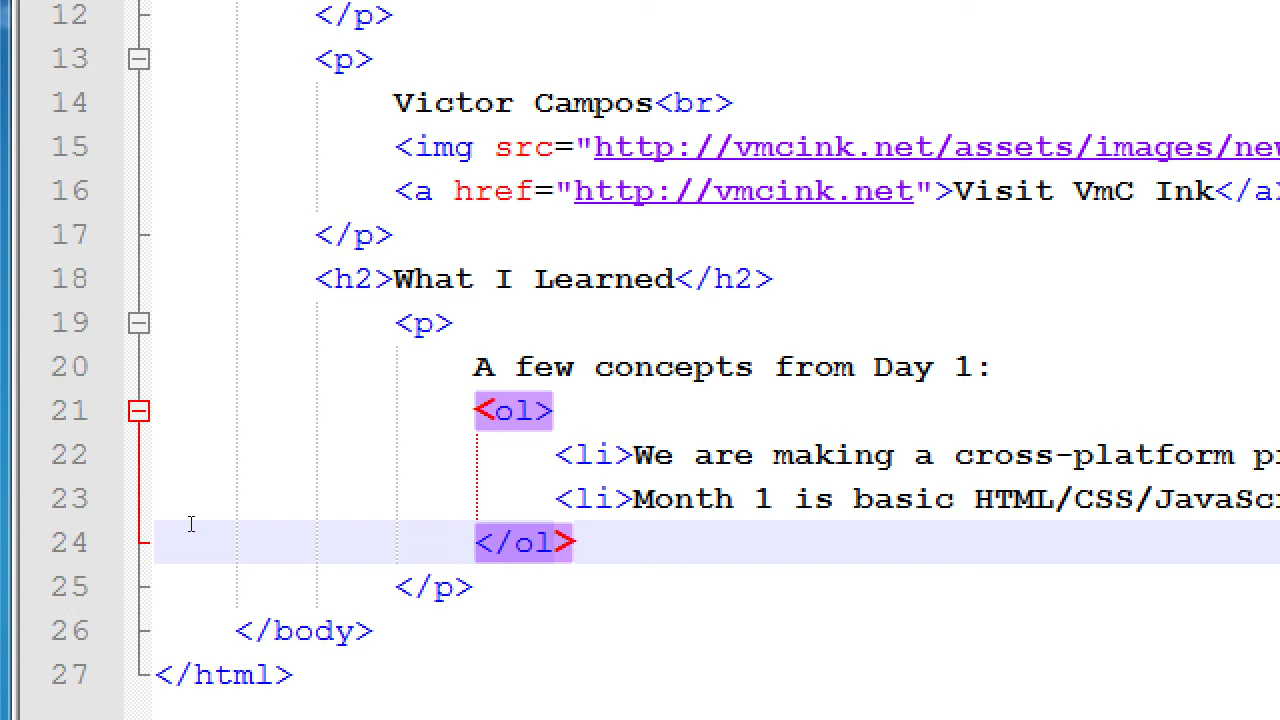 12 </p>
13 <p>
14 Victor Campos<br>
15 <img src="http://vmcink.net/assets/images/new
16 <a href="http://vmcink.net">Visit VmC Ink</a
17 </p>
18 <h2>What I Learned</h2>
19 <p>
20 A few concepts from Day 1:
21 <ol>
22 <li>We are making a cross-platform pr
23 <li>Month 1 is basic HTML/CSS/JavaScri
24 </ol>
25 </p>
26 </body>
27 </html>